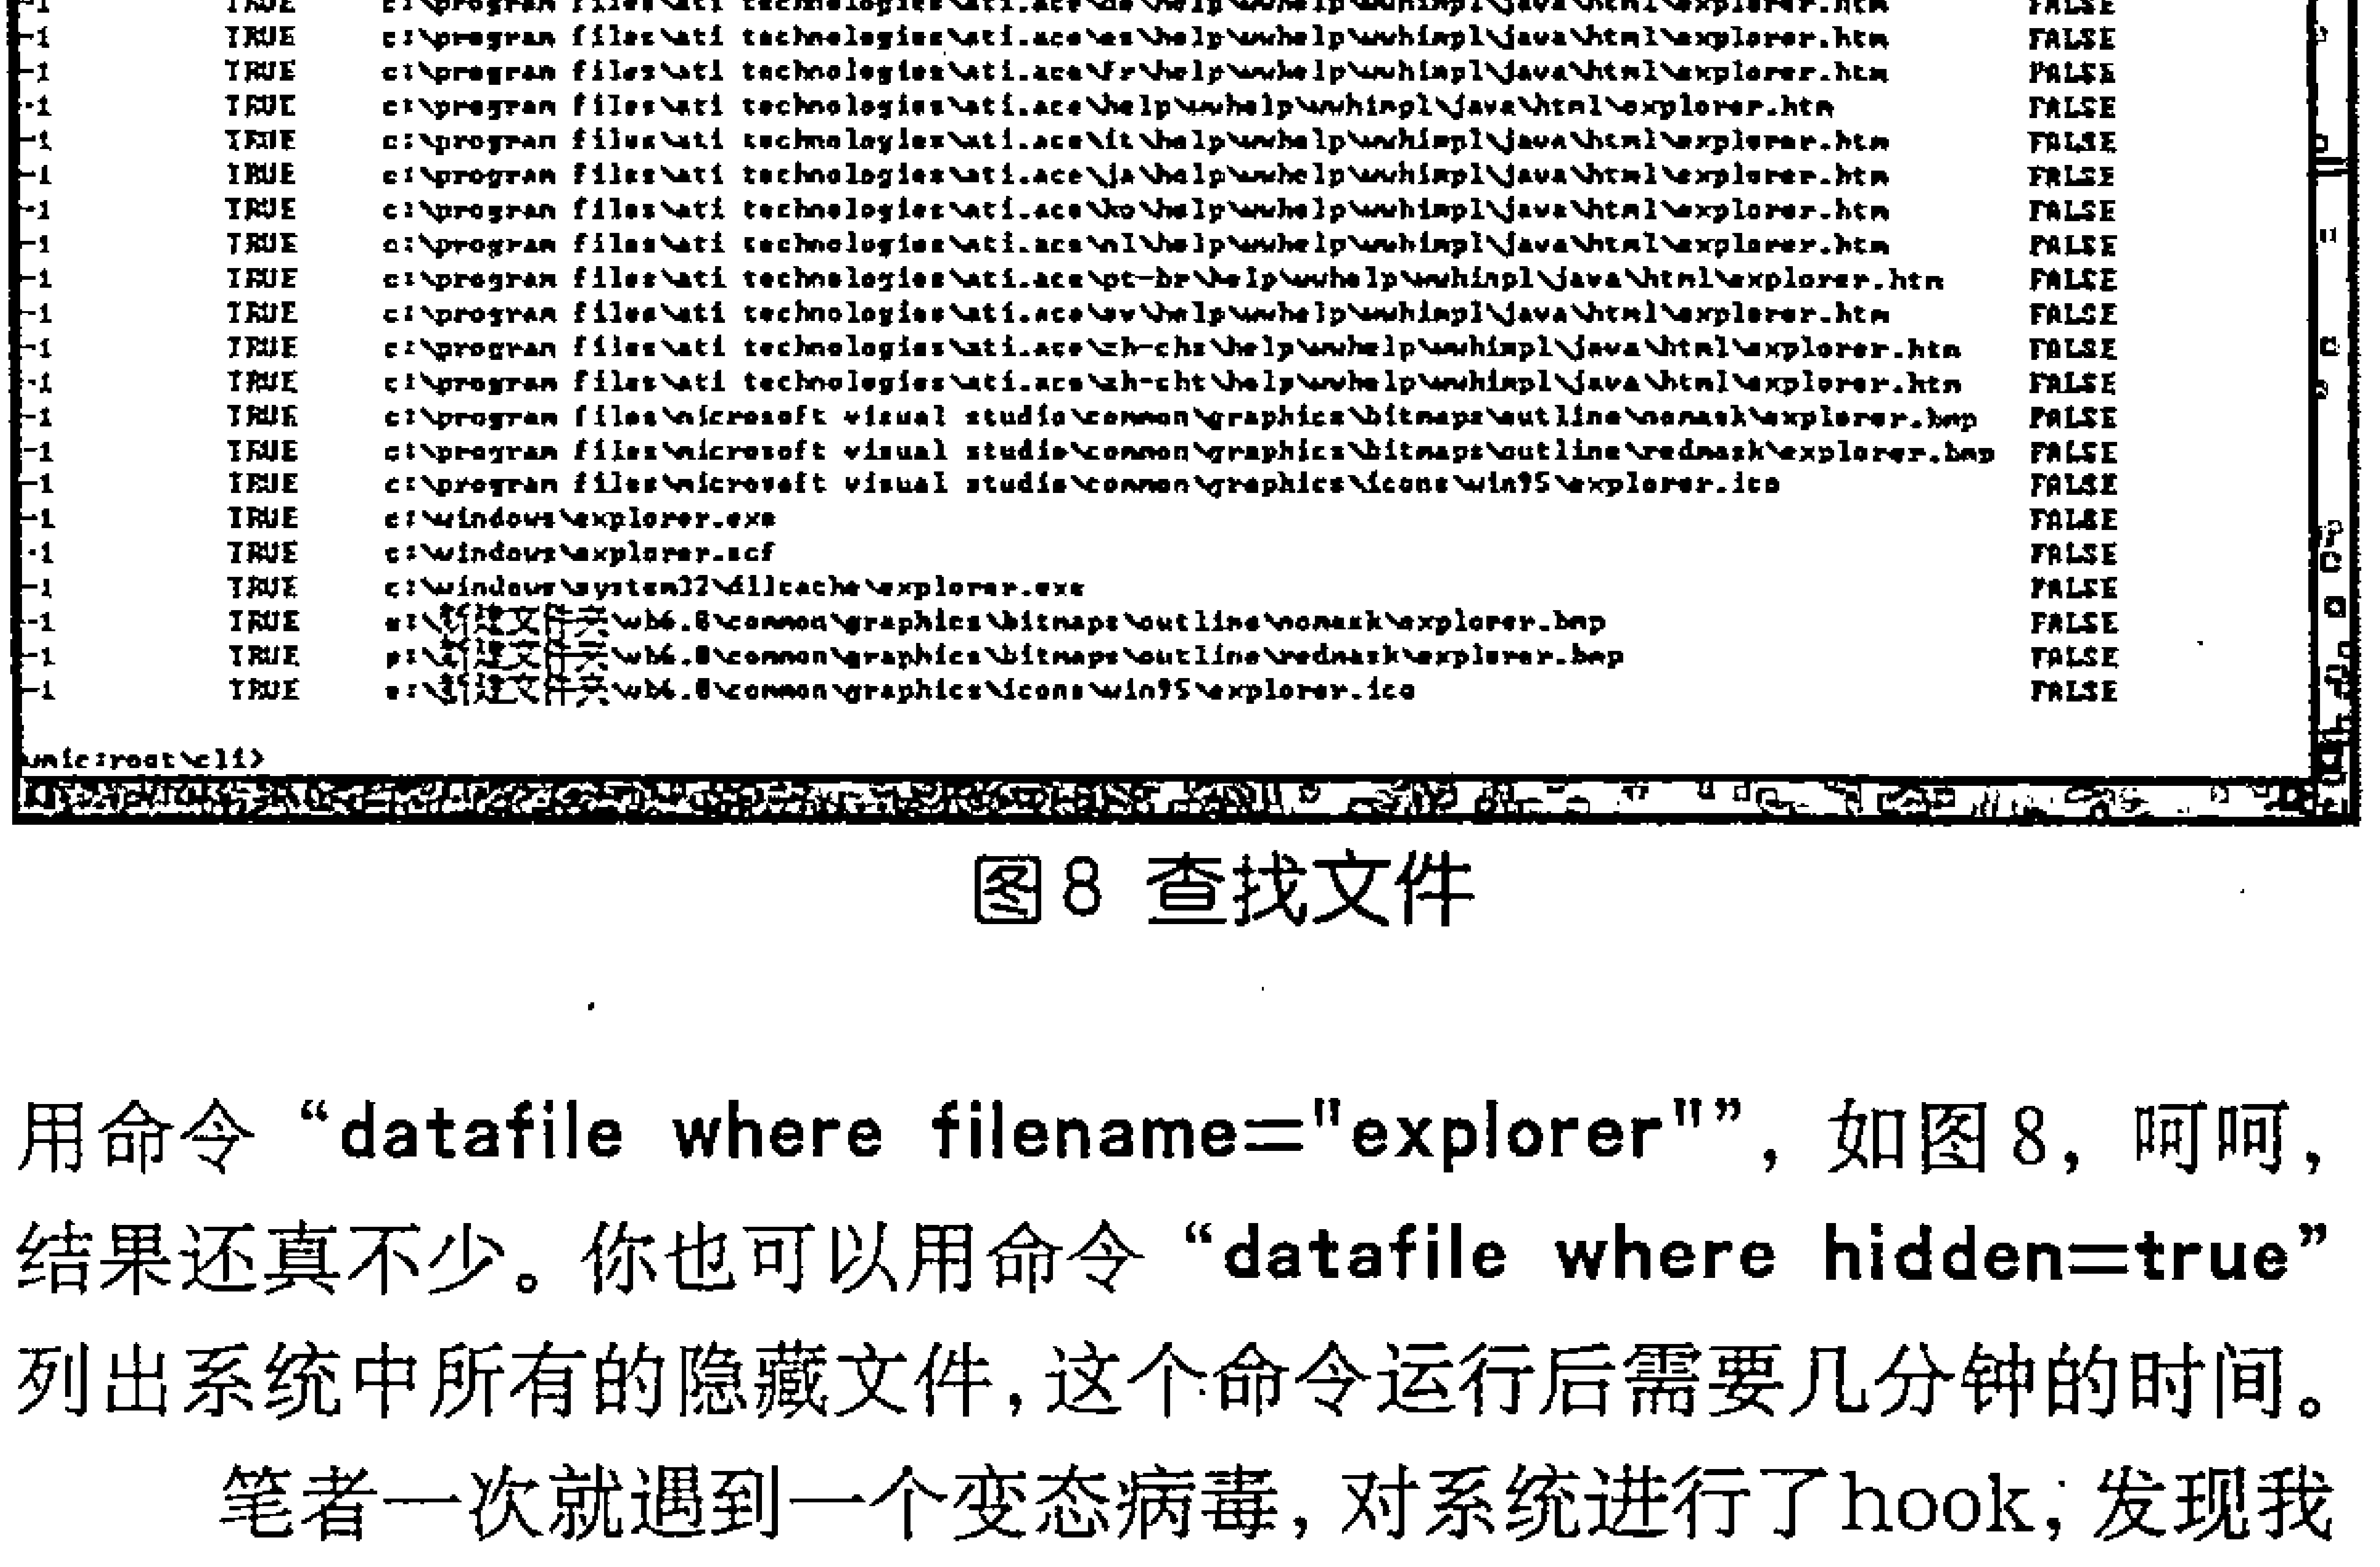 -1 TRUE c:\program files\ati technologies\ati.ace\de\help\wwhelp\wwhimpl\java\html\explorer.htm FALSE
-1 TRUE c:\program files\ati technologies\ati.ace\es\help\wwhelp\wwhimpl\java\html\explorer.htm FALSE
-1 TRUE c:\program files\ati technologies\ati.ace\fr\help\wwhelp\wwhimpl\java\html\explorer.htm FALSE
-1 TRUE c:\program files\ati technologies\ati.ace\help\wwhelp\wwhimpl\java\html\explorer.htm FALSE
-1 TRUE c:\program files\ati technologies\ati.ace\it\help\wwhelp\wwhimpl\java\html\explorer.htm FALSE
-1 TRUE c:\program files\ati technologies\ati.ace\ja\help\wwhelp\wwhimpl\java\html\explorer.htm FALSE
-1 TRUE c:\program files\ati technologies\ati.ace\ko\help\wwhelp\wwhimpl\java\html\explorer.htm FALSE
-1 TRUE c:\program files\ati technologies\ati.ace\nl\help\wwhelp\wwhimpl\java\html\explorer.htm FALSE
-1 TRUE c:\program files\ati technologies\ati.ace\pt-br\help\wwhelp\wwhimpl\java\html\explorer.htm FALSE
-1 TRUE c:\program files\ati technologies\ati.ace\sv\help\wwhelp\wwhimpl\java\html\explorer.htm FALSE
-1 TRUE c:\program files\ati technologies\ati.ace\zh-chs\help\wwhelp\wwhimpl\java\html\explorer.htm FALSE
-1 TRUE c:\program files\ati technologies\ati.ace\zh-cht\help\wwhelp\wwhimpl\java\html\explorer.htm FALSE
-1 TRUE c:\program files\microsoft visual studio\common\graphics\bitmaps\outline\nomask\explorer.bmp FALSE
-1 TRUE c:\program files\microsoft visual studio\common\graphics\bitmaps\outline\redmask\explorer.bmp FALSE
-1 TRUE c:\program files\microsoft visual studio\common\graphics\icons\win95\explorer.ico FALSE
-1 TRUE c:\windows\explorer.exe FALSE
-1 TRUE c:\windows\explorer.scf FALSE
-1 TRUE c:\windows\system32\dllcache\explorer.exe FALSE
-1 TRUE e:\新建文件夹\vb6.0\common\graphics\bitmaps\outline\nomask\explorer.bmp FALSE
-1 TRUE e:\新建文件夹\vb6.0\common\graphics\bitmaps\outline\redmask\explorer.bmp FALSE
-1 TRUE e:\新建文件夹\vb6.0\common\graphics\icons\win95\explorer.ico FALSE
wmic:root\cli>
图8 查找文件
用命令“datafile where filename="explorer"”，如图8，呵呵，
结果还真不少。你也可以用命令“datafile where hidden=true”
列出系统中所有的隐藏文件，这个命令运行后需要几分钟的时间。
笔者一次就遇到一个变态病毒，对系统进行了hook，发现我